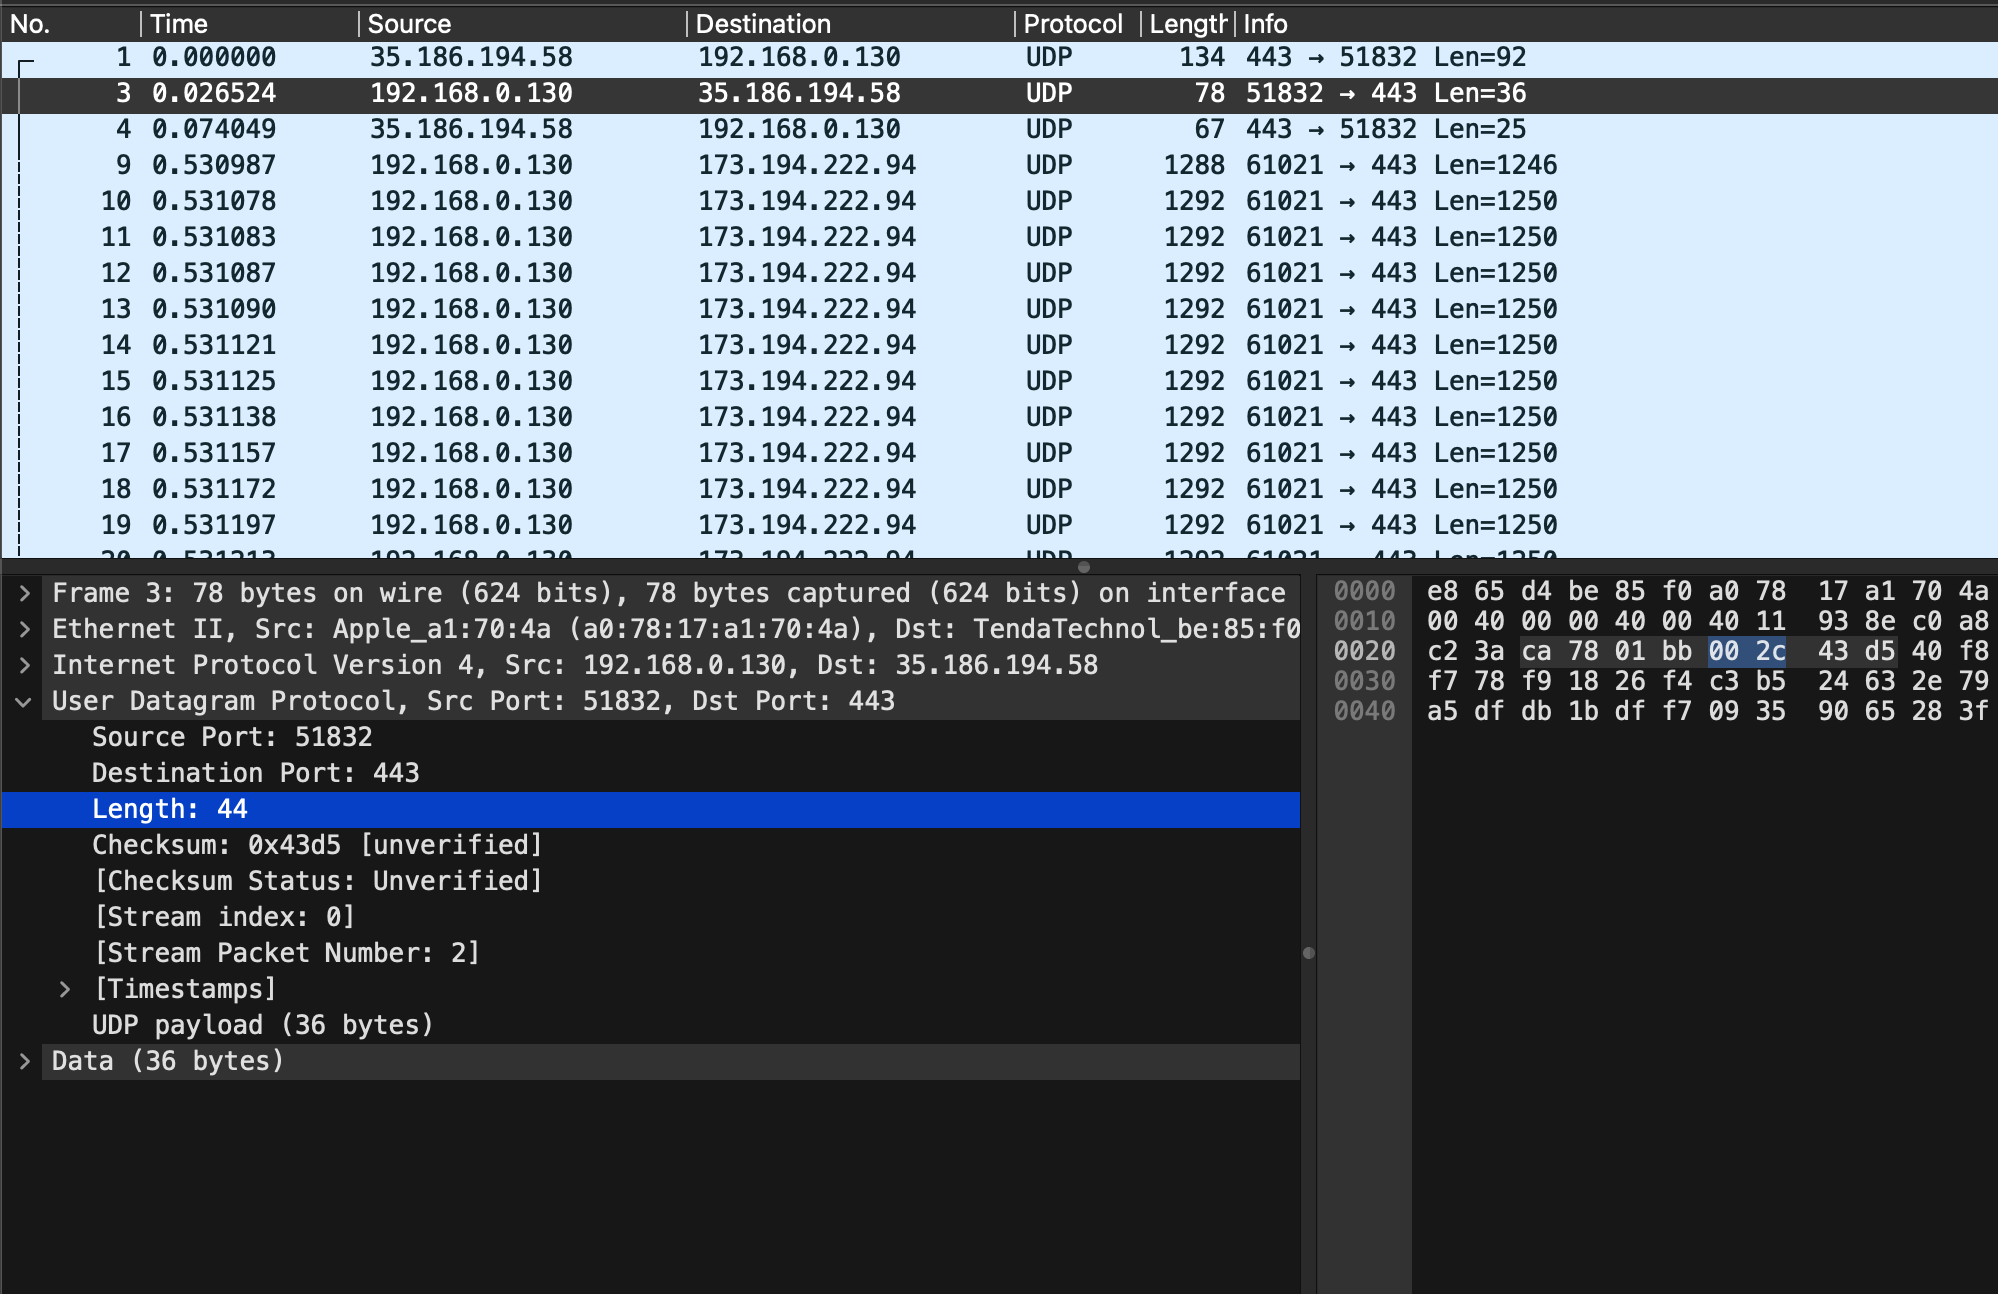 No. Time Source Destination Protocol Length Info
1 0.000000 35.186.194.58 192.168.0.130 UDP 134 443 → 51832 Len=92
3 0.026524 192.168.0.130 35.186.194.58 UDP 78 51832 → 443 Len=36
4 0.074049 35.186.194.58 192.168.0.130 UDP 67 443 → 51832 Len=25
9 0.530987 192.168.0.130 173.194.222.94 UDP 1288 61021 → 443 Len=1246
10 0.531078 192.168.0.130 173.194.222.94 UDP 1292 61021 → 443 Len=1250
11 0.531083 192.168.0.130 173.194.222.94 UDP 1292 61021 → 443 Len=1250
12 0.531087 192.168.0.130 173.194.222.94 UDP 1292 61021 → 443 Len=1250
13 0.531090 192.168.0.130 173.194.222.94 UDP 1292 61021 → 443 Len=1250
14 0.531121 192.168.0.130 173.194.222.94 UDP 1292 61021 → 443 Len=1250
15 0.531125 192.168.0.130 173.194.222.94 UDP 1292 61021 → 443 Len=1250
16 0.531138 192.168.0.130 173.194.222.94 UDP 1292 61021 → 443 Len=1250
17 0.531157 192.168.0.130 173.194.222.94 UDP 1292 61021 → 443 Len=1250
18 0.531172 192.168.0.130 173.194.222.94 UDP 1292 61021 → 443 Len=1250
19 0.531197 192.168.0.130 173.194.222.94 UDP 1292 61021 → 443 Len=1250
Frame 3: 78 bytes on wire (624 bits), 78 bytes captured (624 bits) on interface
Ethernet II, Src: Apple_a1:70:4a (a0:78:17:a1:70:4a), Dst: TendaTechnol_be:85:f0
Internet Protocol Version 4, Src: 192.168.0.130, Dst: 35.186.194.58
User Datagram Protocol, Src Port: 51832, Dst Port: 443
Source Port: 51832
Destination Port: 443
Length: 44
Checksum: 0x43d5 [unverified]
[Checksum Status: Unverified]
[Stream index: 0]
[Stream Packet Number: 2]
[Timestamps]
UDP payload (36 bytes)
Data (36 bytes)
0000 e8 65 d4 be 85 f0 a0 78 17 a1 70 4a
0010 00 40 00 00 40 00 40 11 93 8e c0 a8
0020 c2 3a ca 78 01 bb 00 2c 43 d5 40 f8
0030 f7 78 f9 18 26 f4 c3 b5 24 63 2e 79
0040 a5 df db 1b df f7 09 35 90 65 28 3f